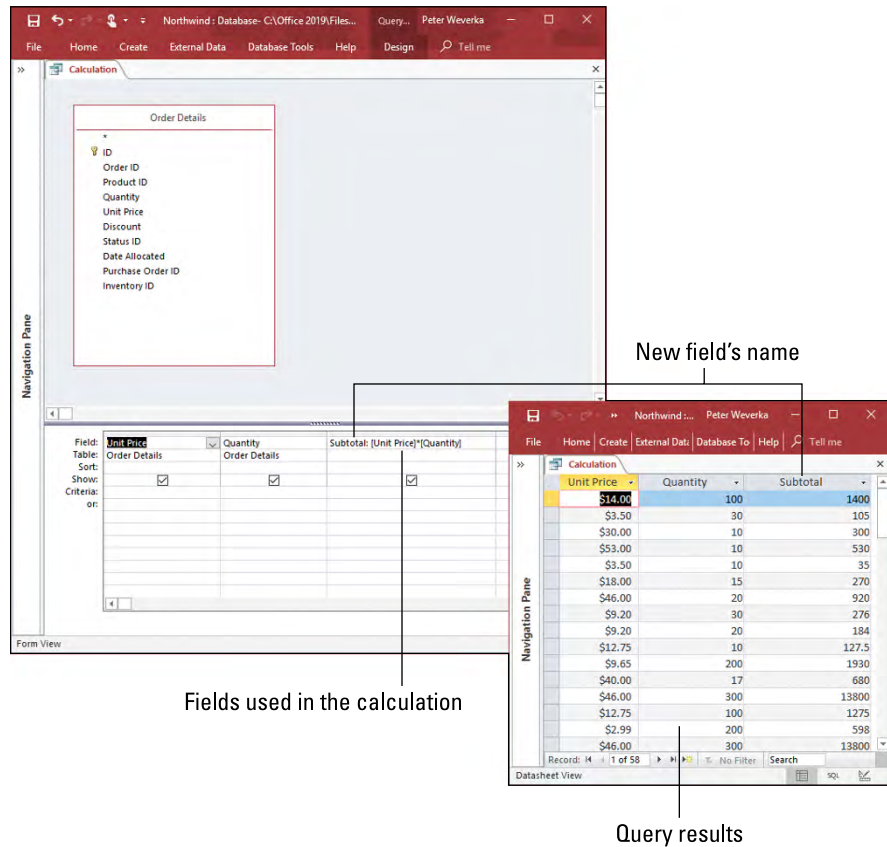 Northwind : Database- C:\Office 2019\Files... Query... Peter Weverka
File Home Create External Data Database Tools Help Design Tell me
» Calculation ×
Order Details
*
ID
Order ID
Product ID
Quantity
Unit Price
Discount
Status ID
Date Allocated
Purchase Order ID
Inventory ID
Navigation Pane
Field: Unit Price Quantity Subtotal: [Unit Price]*[Quantity]
Table: Order Details Order Details
Sort:
Show:
Criteria:
or:
Form View
New field's name
Fields used in the calculation
Northwind :... Peter Weverka
File Home Create External Data Database To Help Tell me
» Calculation ×
Unit Price Quantity Subtotal
$14.00 100 1400
$3.50 30 105
$30.00 10 300
$53.00 10 530
$3.50 10 35
$18.00 15 270
$46.00 20 920
$9.20 30 276
$9.20 20 184
$12.75 10 127.5
$9.65 200 1930
$40.00 17 680
$46.00 300 13800
$12.75 100 1275
$2.99 200 598
$46.00 300 13800
Navigation Pane
Record: 1 of 58 No Filter Search
Datasheet View SQL
Query results